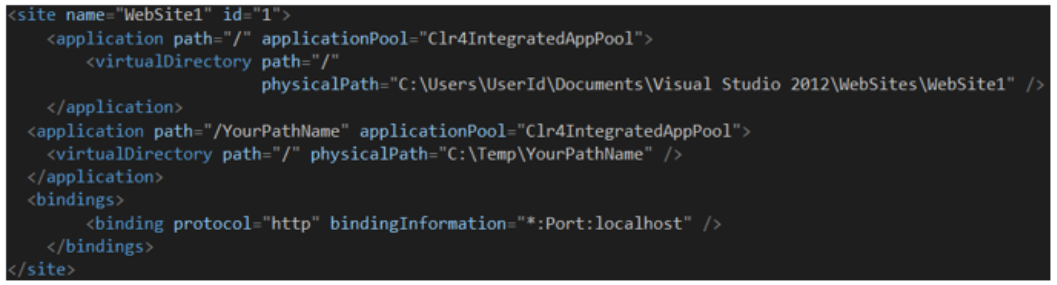 <site name="WebSite1" id="1">
<application path="/" applicationPool="Clr4IntegratedAppPool">
<virtualDirectory path="/"
physicalPath="C:\Users\UserId\Documents\Visual Studio 2012\WebSites\WebSite1" />
</application>
<application path="/YourPathName" applicationPool="Clr4IntegratedAppPool">
<virtualDirectory path="/" physicalPath="C:\Temp\YourPathName" />
</application>
<bindings>
<binding protocol="http" bindingInformation="*:Port:localhost" />
</bindings>
</site>